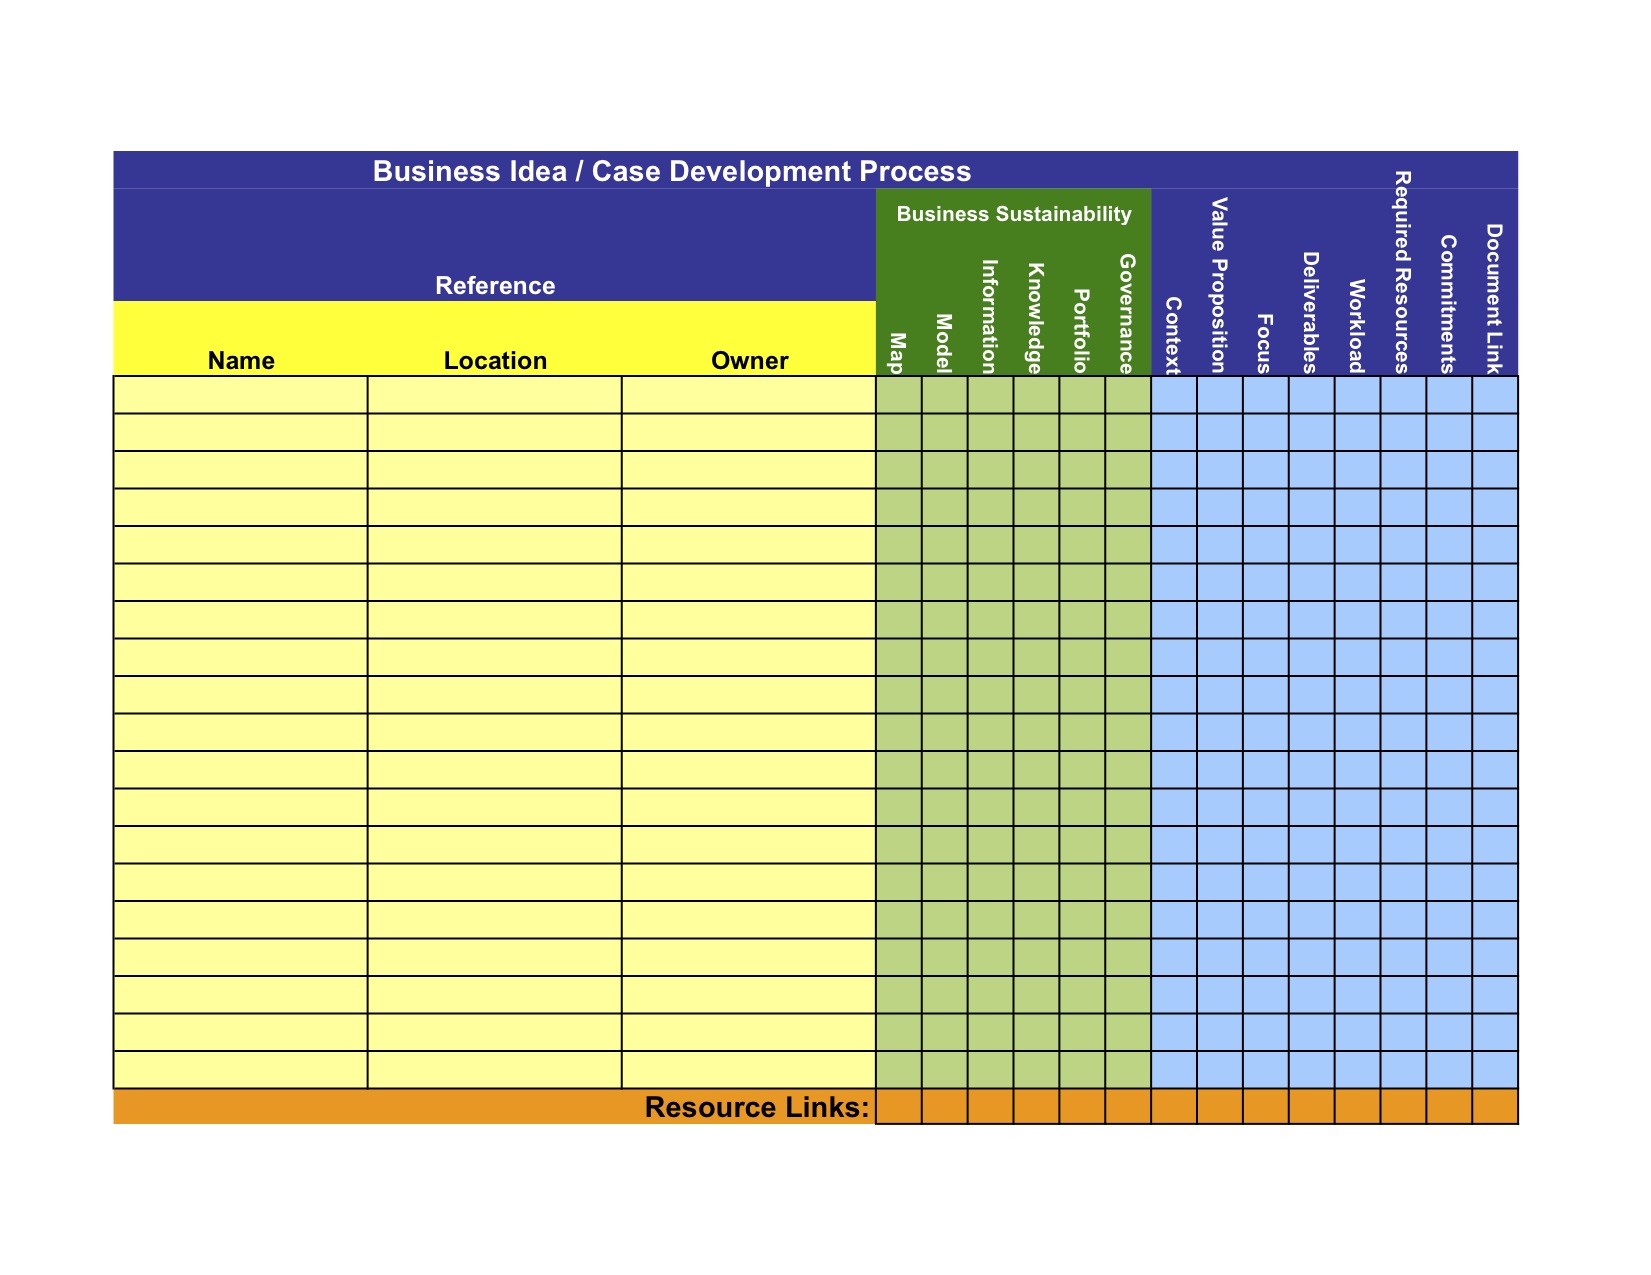 Business Idea / Case Development Process
Business Sustainability
Reference
Name
Location
Owner
Map
Model
Information
Knowledge
Portfolio
Governance
Context
Value Proposition
Focus
Deliverables
Workload
Required Resources
Commitments
Document Link
Resource Links: